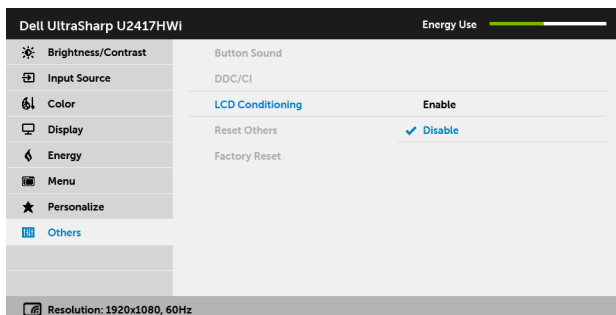 Dell UltraSharp U2417HWi
Energy Use
Brightness/Contrast
Button Sound
Input Source
DDC/CI
Color
LCD Conditioning
Enable
Display
Reset Others
Disable
Energy
Factory Reset
Menu
Personalize
Others
Resolution: 1920x1080, 60Hz